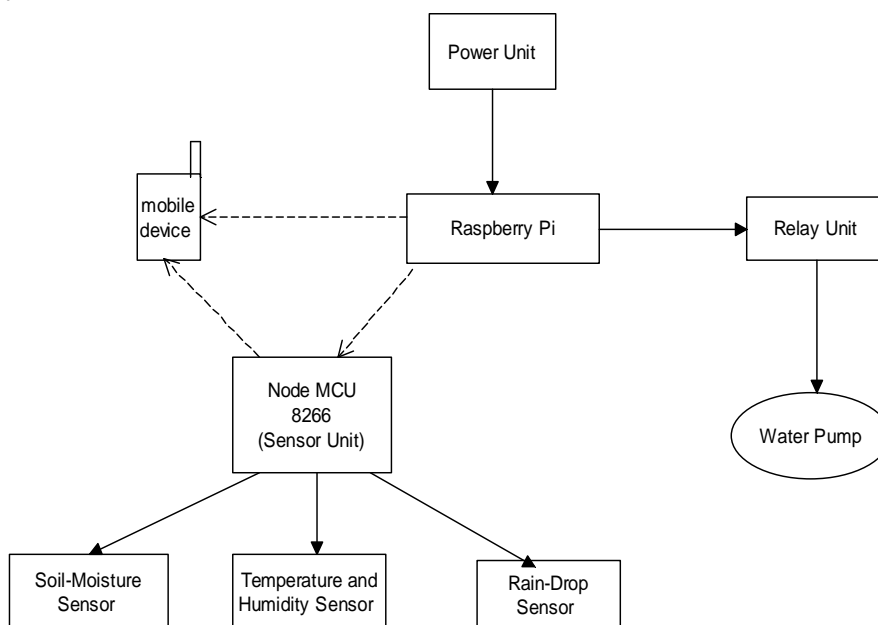 Power Unit
mobile
device
Raspberry Pi
Relay Unit
Node MCU
8266
(Sensor Unit)
Water Pump
Soil-Moisture
Sensor
Temperature and
Humidity Sensor
Rain-Drop
Sensor